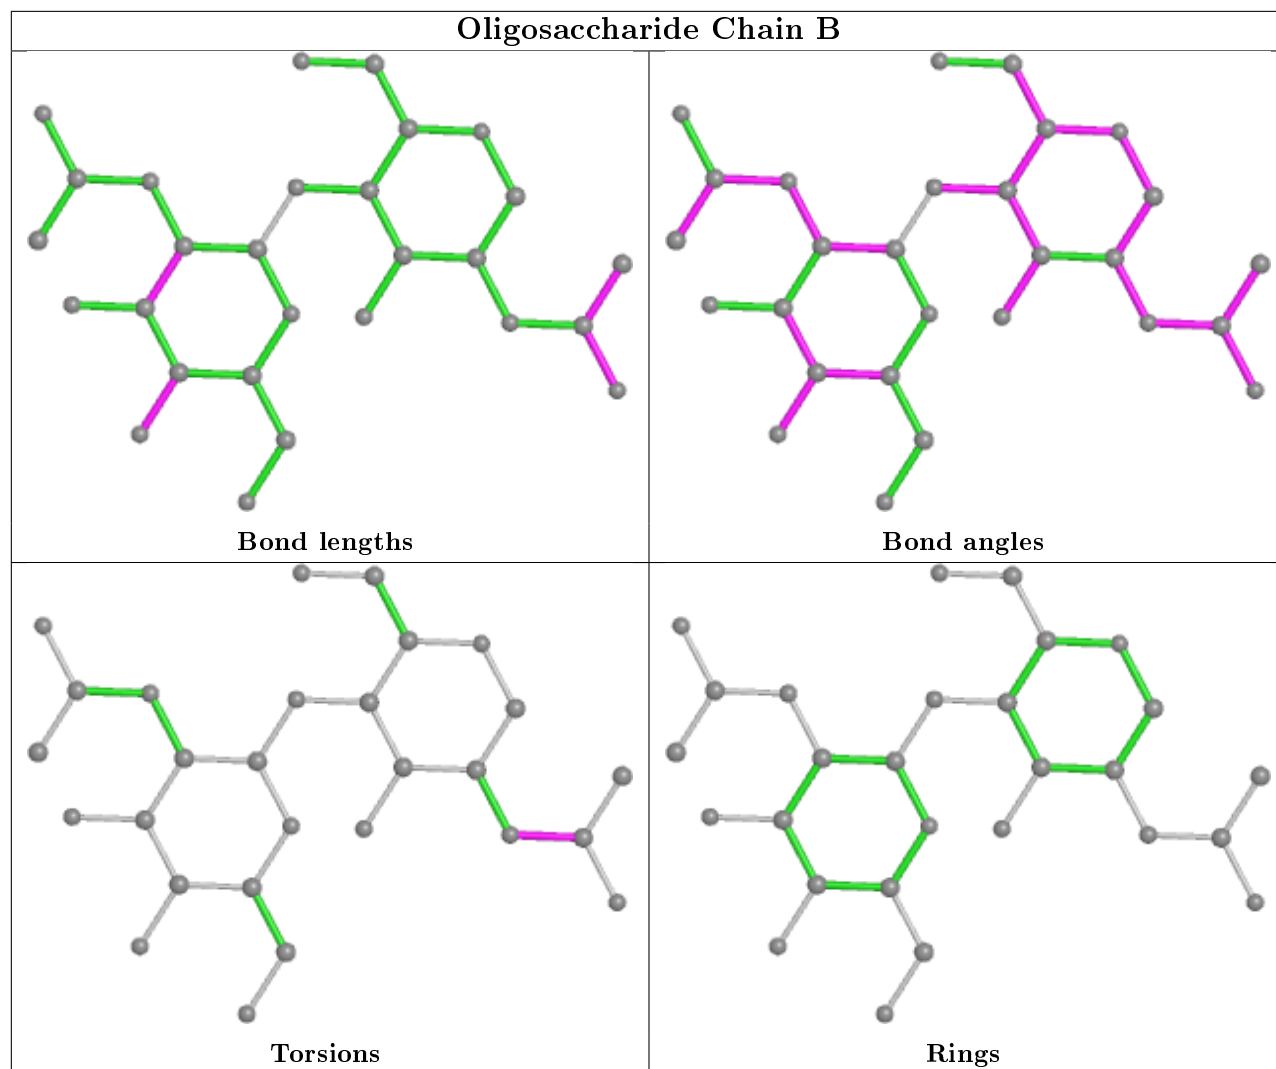 Oligosaccharide Chain B
Bond lengths
Bond angles
Torsions
Rings